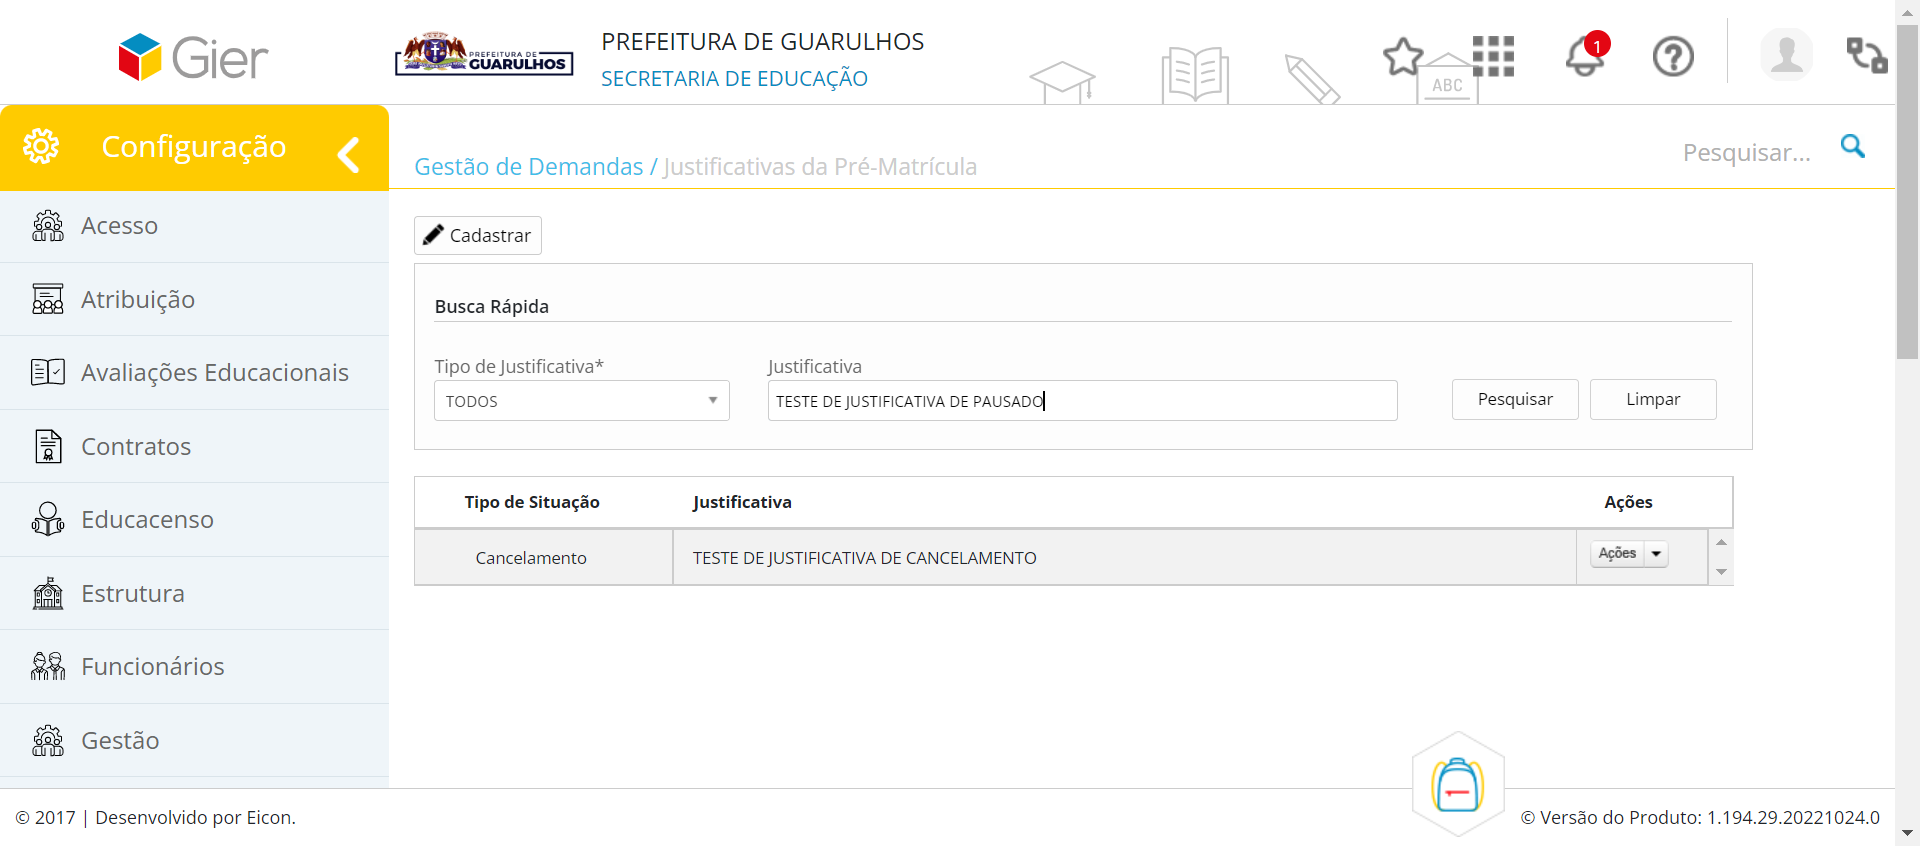 Gier
PREFEITURA DE
GUARULHOS
PREFEITURA DE GUARULHOS
SECRETARIA DE EDUCAÇÃO
ABC
1
Configuração
Gestão de Demandas / Justificativas da Pré-Matrícula
Pesquisar...
Acesso
Atribuição
Avaliações Educacionais
Contratos
Educacenso
Estrutura
Funcionários
Gestão
Cadastrar
Busca Rápida
Tipo de Justificativa*
Justificativa
TODOS
TESTE DE JUSTIFICATIVA DE PAUSADO
Pesquisar
Limpar
Tipo de Situação
Justificativa
Ações
Cancelamento
TESTE DE JUSTIFICATIVA DE CANCELAMENTO
Ações
© 2017 | Desenvolvido por Eicon.
© Versão do Produto: 1.194.29.20221024.0